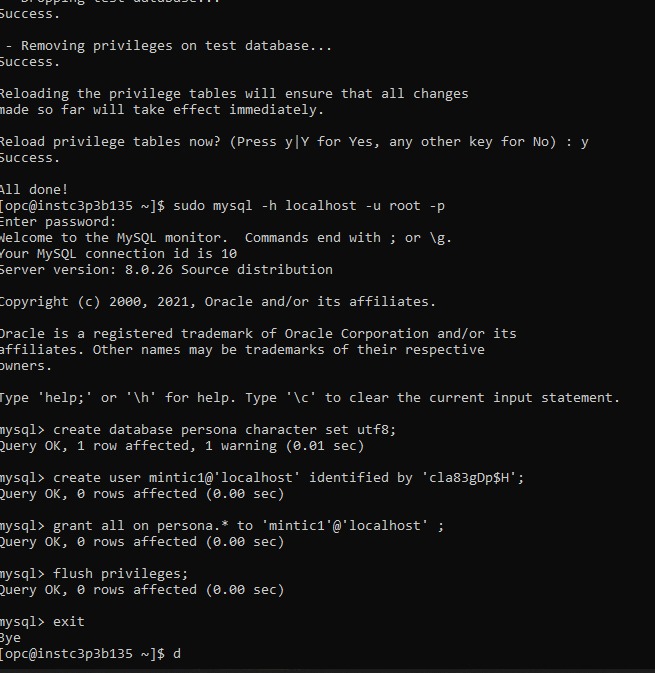 - Dropping test database...
Success.
- Removing privileges on test database...
Success.
Reloading the privilege tables will ensure that all changes
made so far will take effect immediately.
Reload privilege tables now? (Press y|Y for Yes, any other key for No) : y
Success.
All done!
[opc@instc3p3b135 ~]$ sudo mysql -h localhost -u root -p
Enter password:
Welcome to the MySQL monitor.  Commands end with ; or \g.
Your MySQL connection id is 10
Server version: 8.0.26 Source distribution
Copyright (c) 2000, 2021, Oracle and/or its affiliates.
Oracle is a registered trademark of Oracle Corporation and/or its
affiliates. Other names may be trademarks of their respective
owners.
Type 'help;' or '\h' for help. Type '\c' to clear the current input statement.
mysql> create database persona character set utf8;
Query OK, 1 row affected, 1 warning (0.01 sec)
mysql> create user mintic1@'localhost' identified by 'cla83gDp$H';
Query OK, 0 rows affected (0.00 sec)
mysql> grant all on persona.* to 'mintic1'@'localhost' ;
Query OK, 0 rows affected (0.00 sec)
mysql> flush privileges;
Query OK, 0 rows affected (0.00 sec)
mysql> exit
Bye
[opc@instc3p3b135 ~]$ d